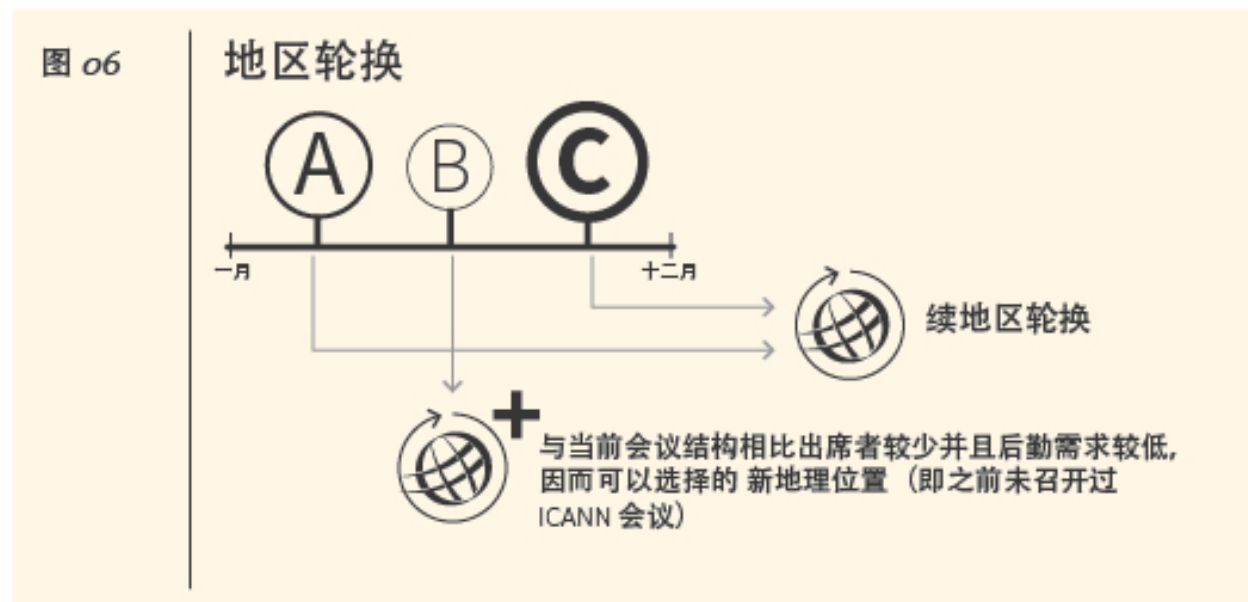 图 06
地区轮换
A B C
一月 十二月
续地区轮换
与当前会议结构相比出席者较少并且后勤需求较低,
因而可以选择的 新地理位置（即之前未召开过
ICANN 会议）